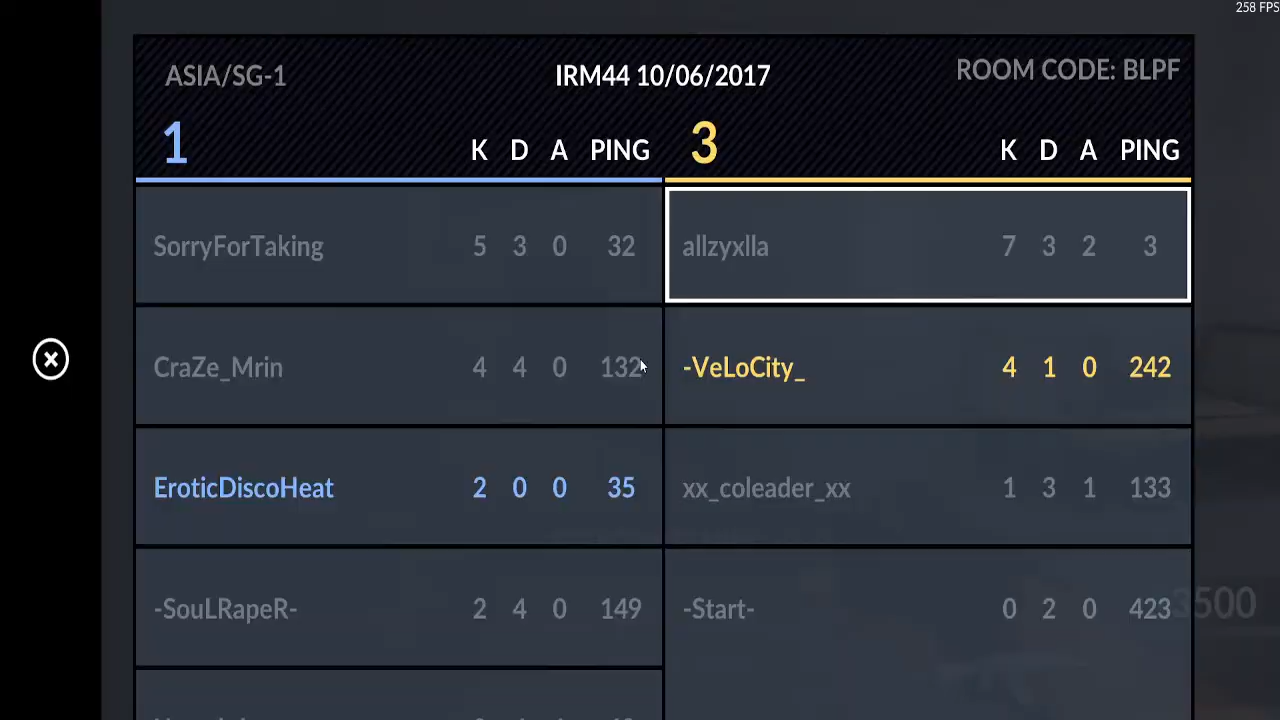 258 FPS
ASIA/SG-1 IRM44 10/06/2017 ROOM CODE: BLPF
1 K D A PING 3 K D A PING
SorryForTaking 5 3 0 32 allzyxlla 7 3 2 3
CraZe_Mrin 4 4 0 132 -VeLoCity_ 4 1 0 242
EroticDiscoHeat 2 0 0 35 xx_coleader_xx 1 3 1 133
-SouLRapeR- 2 4 0 149 -Start- 0 2 0 423 3500